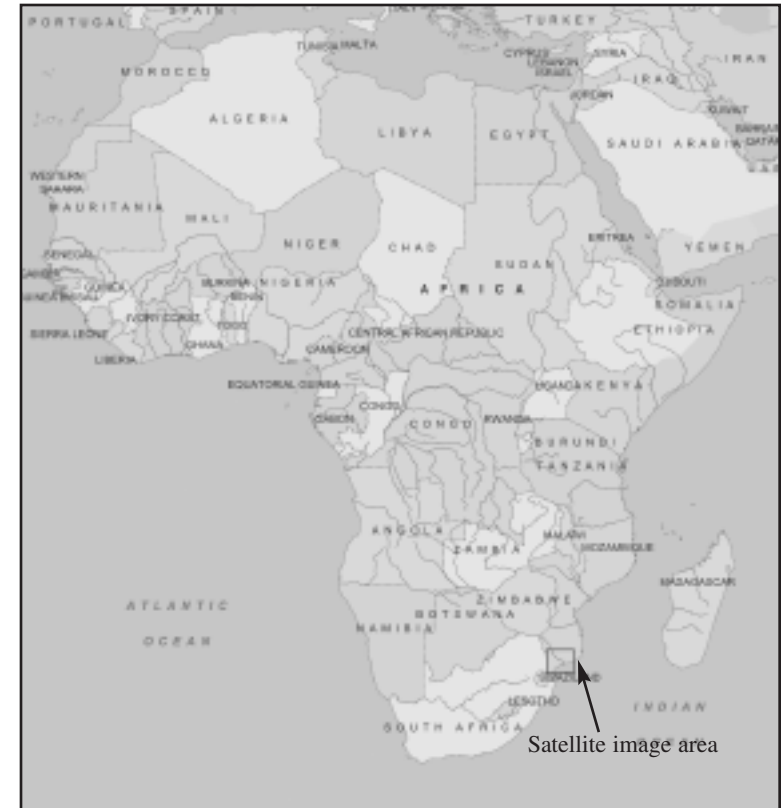 PORTUGAL
SPAIN
TURKEY
TUNISIA
MALTA
CYPRUS
SYRIA
LEBANON
ISRAEL
IRAN
IRAQ
MOROCCO
JORDAN
KUWAIT
ALGERIA
LIBYA
EGYPT
SAUDI ARABIA
WESTERN
SAHARA
MAURITANIA
MALI
NIGER
CHAD
SUDAN
ERITREA
YEMEN
SENEGAL
GUINEA
BURKINA
BENIN
NIGERIA
AFRICA
DJIBOUTI
SOMALIA
ETHIOPIA
IVORY COAST
TOGO
SIERRA LEONE
GHANA
LIBERIA
CENTRAL AFRICAN REPUBLIC
CAMEROON
EQUATORIAL GUINEA
UGANDA
KENYA
GABON
CONGO
CONGO
RWANDA
BURUNDI
TANZANIA
ANGOLA
ZAMBIA
MALAWI
MOZAMBIQUE
MADAGASCAR
ATLANTIC
OCEAN
ZIMBABWE
BOTSWANA
NAMIBIA
SWAZILAND
LESOTHO
SOUTH AFRICA
INDIAN
OCEAN
Satellite image area